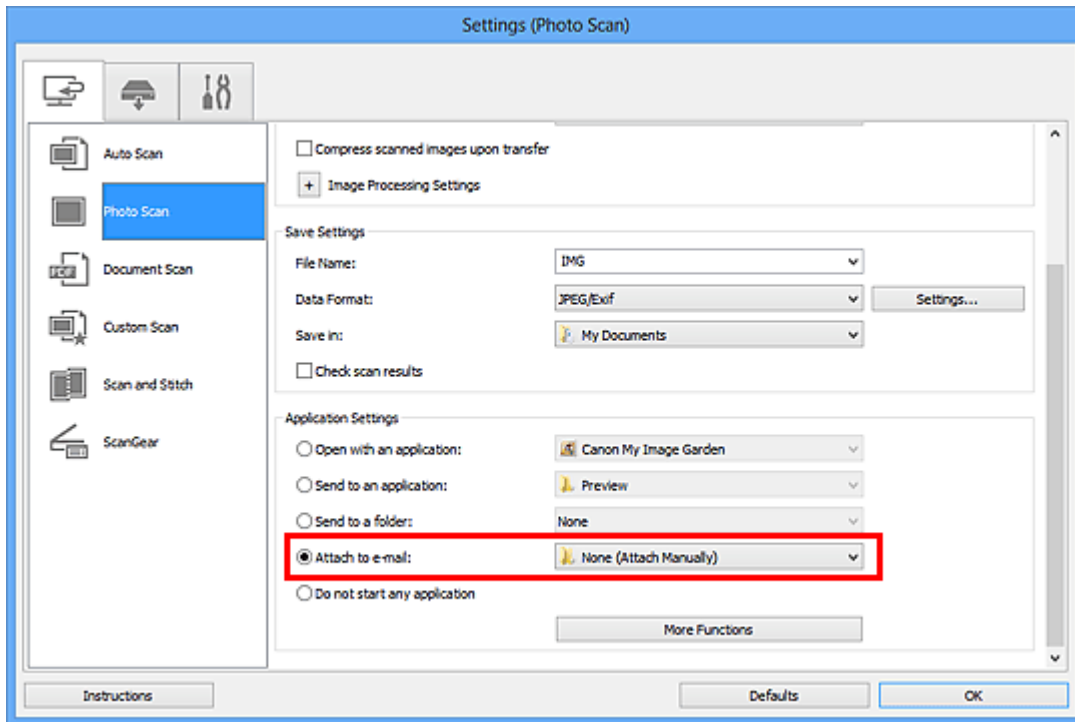 Settings (Photo Scan)
Auto Scan
Photo Scan
Document Scan
Custom Scan
Scan and Stitch
ScanGear
Compress scanned images upon transfer
+ Image Processing Settings
Save Settings
File Name: IMG
Data Format: JPEG/Exif Settings...
Save in: My Documents
Check scan results
Application Settings
Open with an application: Canon My Image Garden
Send to an application: Preview
Send to a folder: None
Attach to e-mail: None (Attach Manually)
Do not start any application
More Functions
Instructions Defaults OK